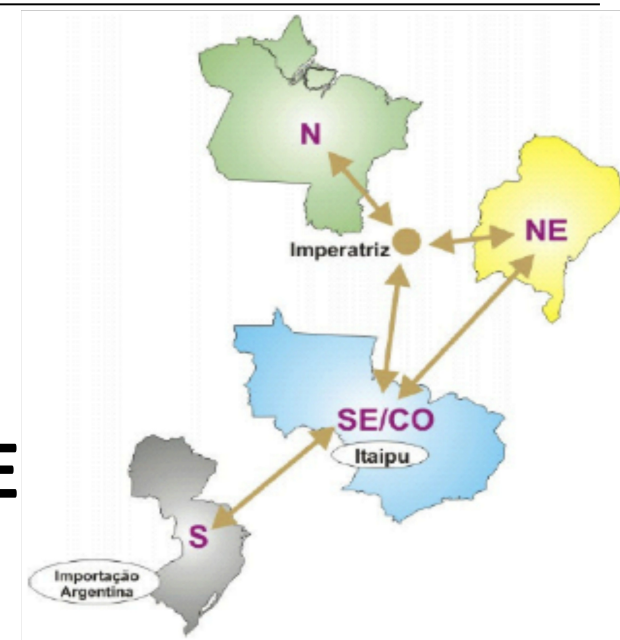 N
NE
Imperatriz
SE/CO
Itaipu
E
S
Importação
Argentina